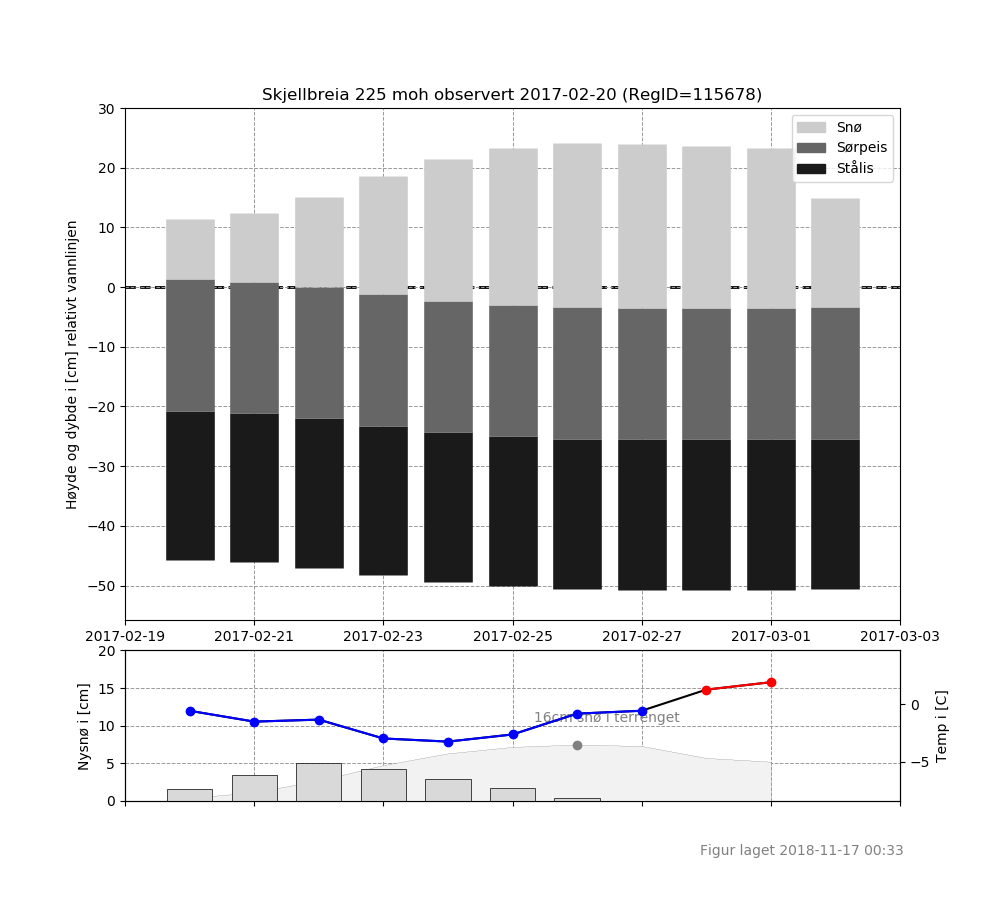 Skjellbreia 225 moh observert 2017-02-20 (RegID=115678)
Høyde og dybde i [cm] relativt vannlinjen
30
20
10
0
−10
−20
−30
−40
−50
Snø
Sørpeis
Stålis
2017-02-19 2017-02-21 2017-02-23 2017-02-25 2017-02-27 2017-03-01 2017-03-03
Nysnø i [cm]
20
15
10
5
0
16cm snø i terrenget
0
−5
Temp i [C]
Figur laget 2018-11-17 00:33